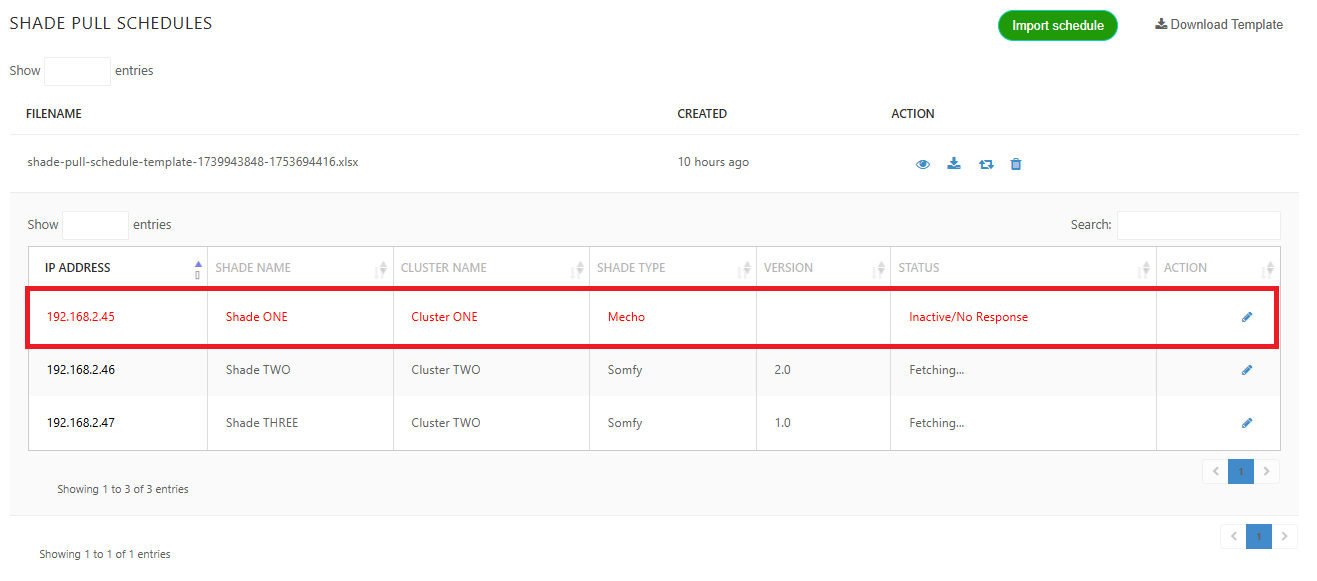 SHADE PULL SCHEDULES
Import schedule
Download Template
Show entries
FILENAME CREATED ACTION
shade-pull-schedule-template-1739943848-1753694416.xlsx 10 hours ago
Show entries
Search:
IP ADDRESS SHADE NAME CLUSTER NAME SHADE TYPE VERSION STATUS ACTION
192.168.2.45 Shade ONE Cluster ONE Mecho Inactive/No Response
192.168.2.46 Shade TWO Cluster TWO Somfy 2.0 Fetching...
192.168.2.47 Shade THREE Cluster TWO Somfy 1.0 Fetching...
1
Showing 1 to 3 of 3 entries
1
Showing 1 to 1 of 1 entries